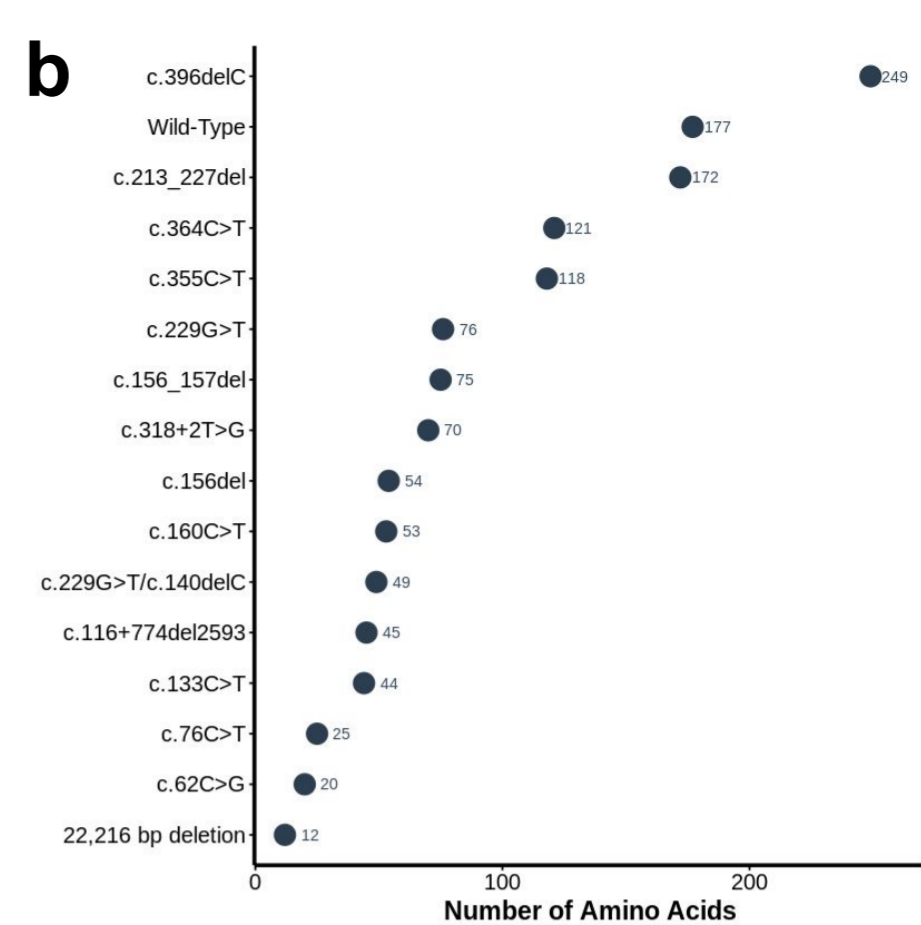 b
c.396delC 249
Wild-Type 177
c.213_227del 172
c.364C>T 121
c.355C>T 118
c.229G>T 76
c.156_157del 75
c.318+2T>G 70
c.156del 54
c.160C>T 53
c.229G>T/c.140delC 49
c.116+774del2593 45
c.133C>T 44
c.76C>T 25
c.62C>G 20
22,216 bp deletion 12
0 100 200
Number of Amino Acids